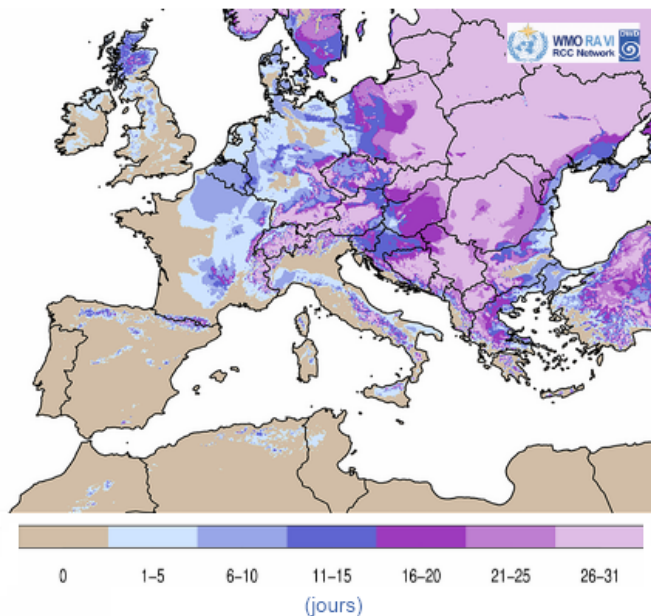 WMO RA VI
RCC Network
DWD
0 1–5 6–10 11–15 16–20 21–25 26–31
(jours)